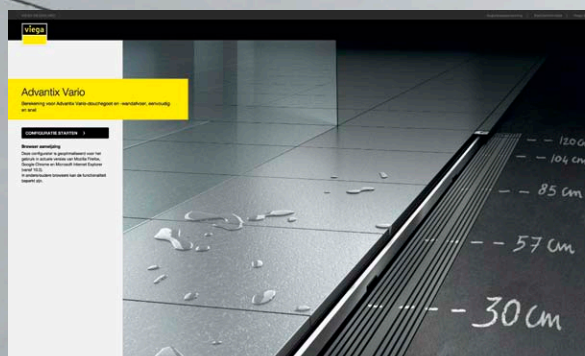 viega
Advantix Vario
Berekening voor Advantix Vario-douchegoot en -wandafvoer, eenvoudig
en snel
CONFIGURATIE STARTEN
Browser aanwijzing
Deze configurator is geoptimaliseerd voor het
gebruik in actuele versies van Mozilla Firefox,
Google Chrome en Microsoft Internet Explorer
(vanaf 10.0).
In andere/oudere browsers kan de functionaliteit
beperkt zijn.
120 cm
104 cm
85 cm
57 cm
30 cm